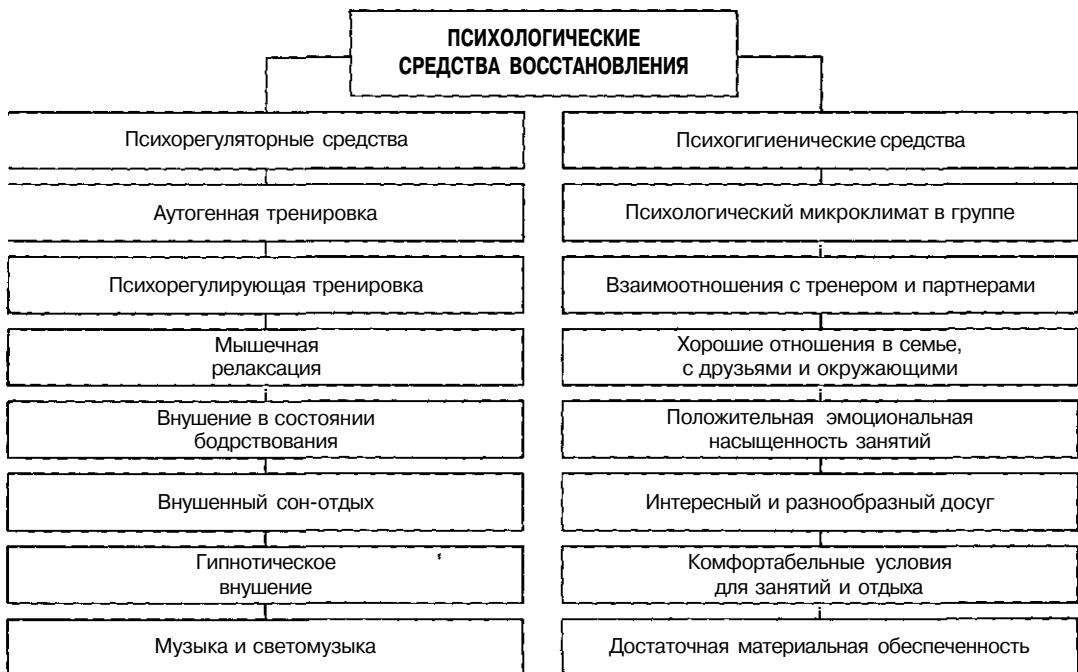 ПСИХОЛОГИЧЕСКИЕ
СРЕДСТВА ВОССТАНОВЛЕНИЯ
Психорегуляторные средства
Аутогенная тренировка
Психорегулирующая тренировка
Мышечная
релаксация
Внушение в состоянии
бодрствования
Внушенный сон-отдых
Гипнотическое
внушение
Музыка и светомузыка
Психогигиенические средства
Психологический микроклимат в группе
Взаимоотношения с тренером и партнерами
Хорошие отношения в семье,
с друзьями и окружающими
Положительная эмоциональная
насыщенность занятий
Интересный и разнообразный досуг
Комфортабельные условия
для занятий и отдыха
Достаточная материальная обеспеченность